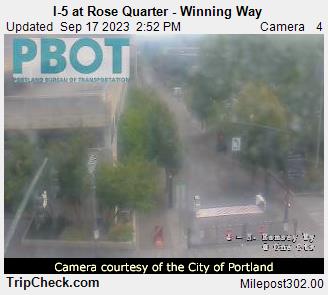 I-5 at Rose Quarter - Winning Way
Updated Sep 17 2023 2:52 PM Camera 4
PBOT
PORTLAND BUREAU OF TRANSPORTATION
Camera courtesy of the City of Portland
TripCheck.com Milepost302.00